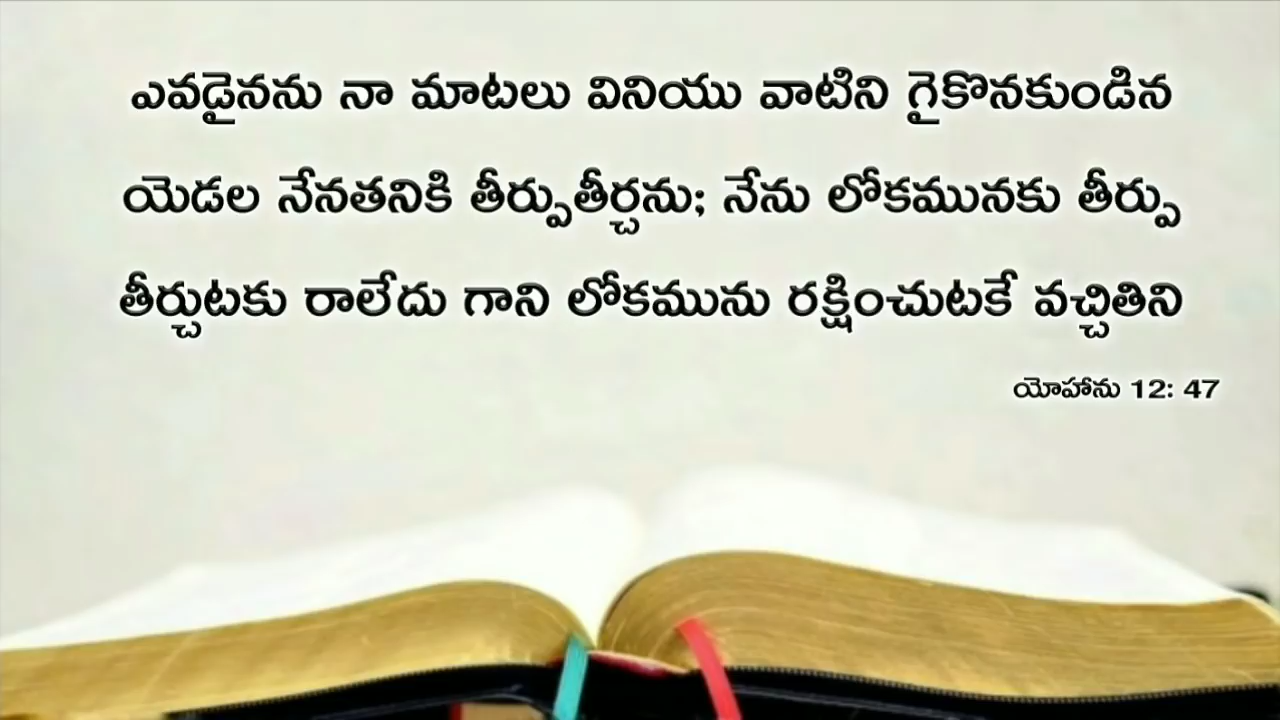 ఎవడైనను నా మాటలు వినియు వాటిని గైకొనకుండిన
యెడల నేనతనికి తీర్పుతీర్చను; నేను లోకమునకు తీర్పు
తీర్చుటకు రాలేదు గాని లోకమును రక్షించుటకే వచ్చితిని
యోహాను 12: 47